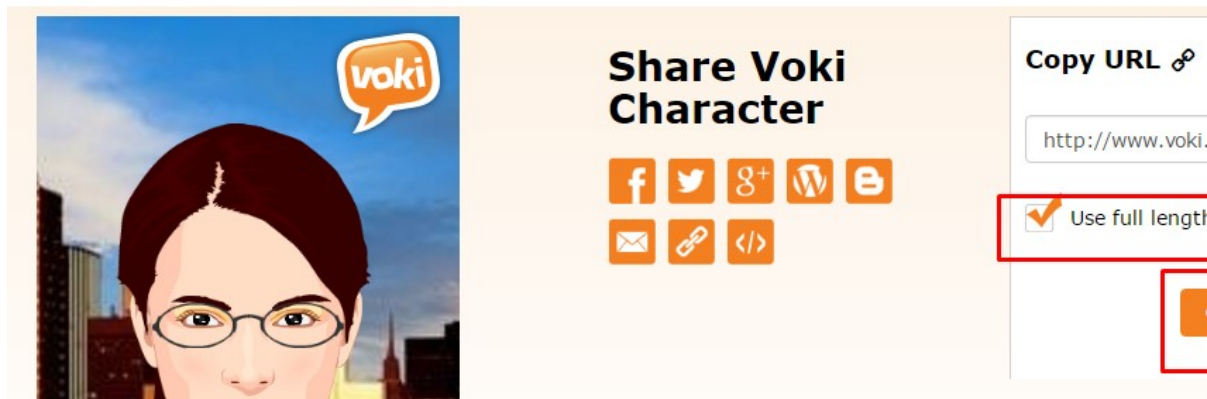 voki
Share Voki
Character
Copy URL
http://www.voki.
Use full length